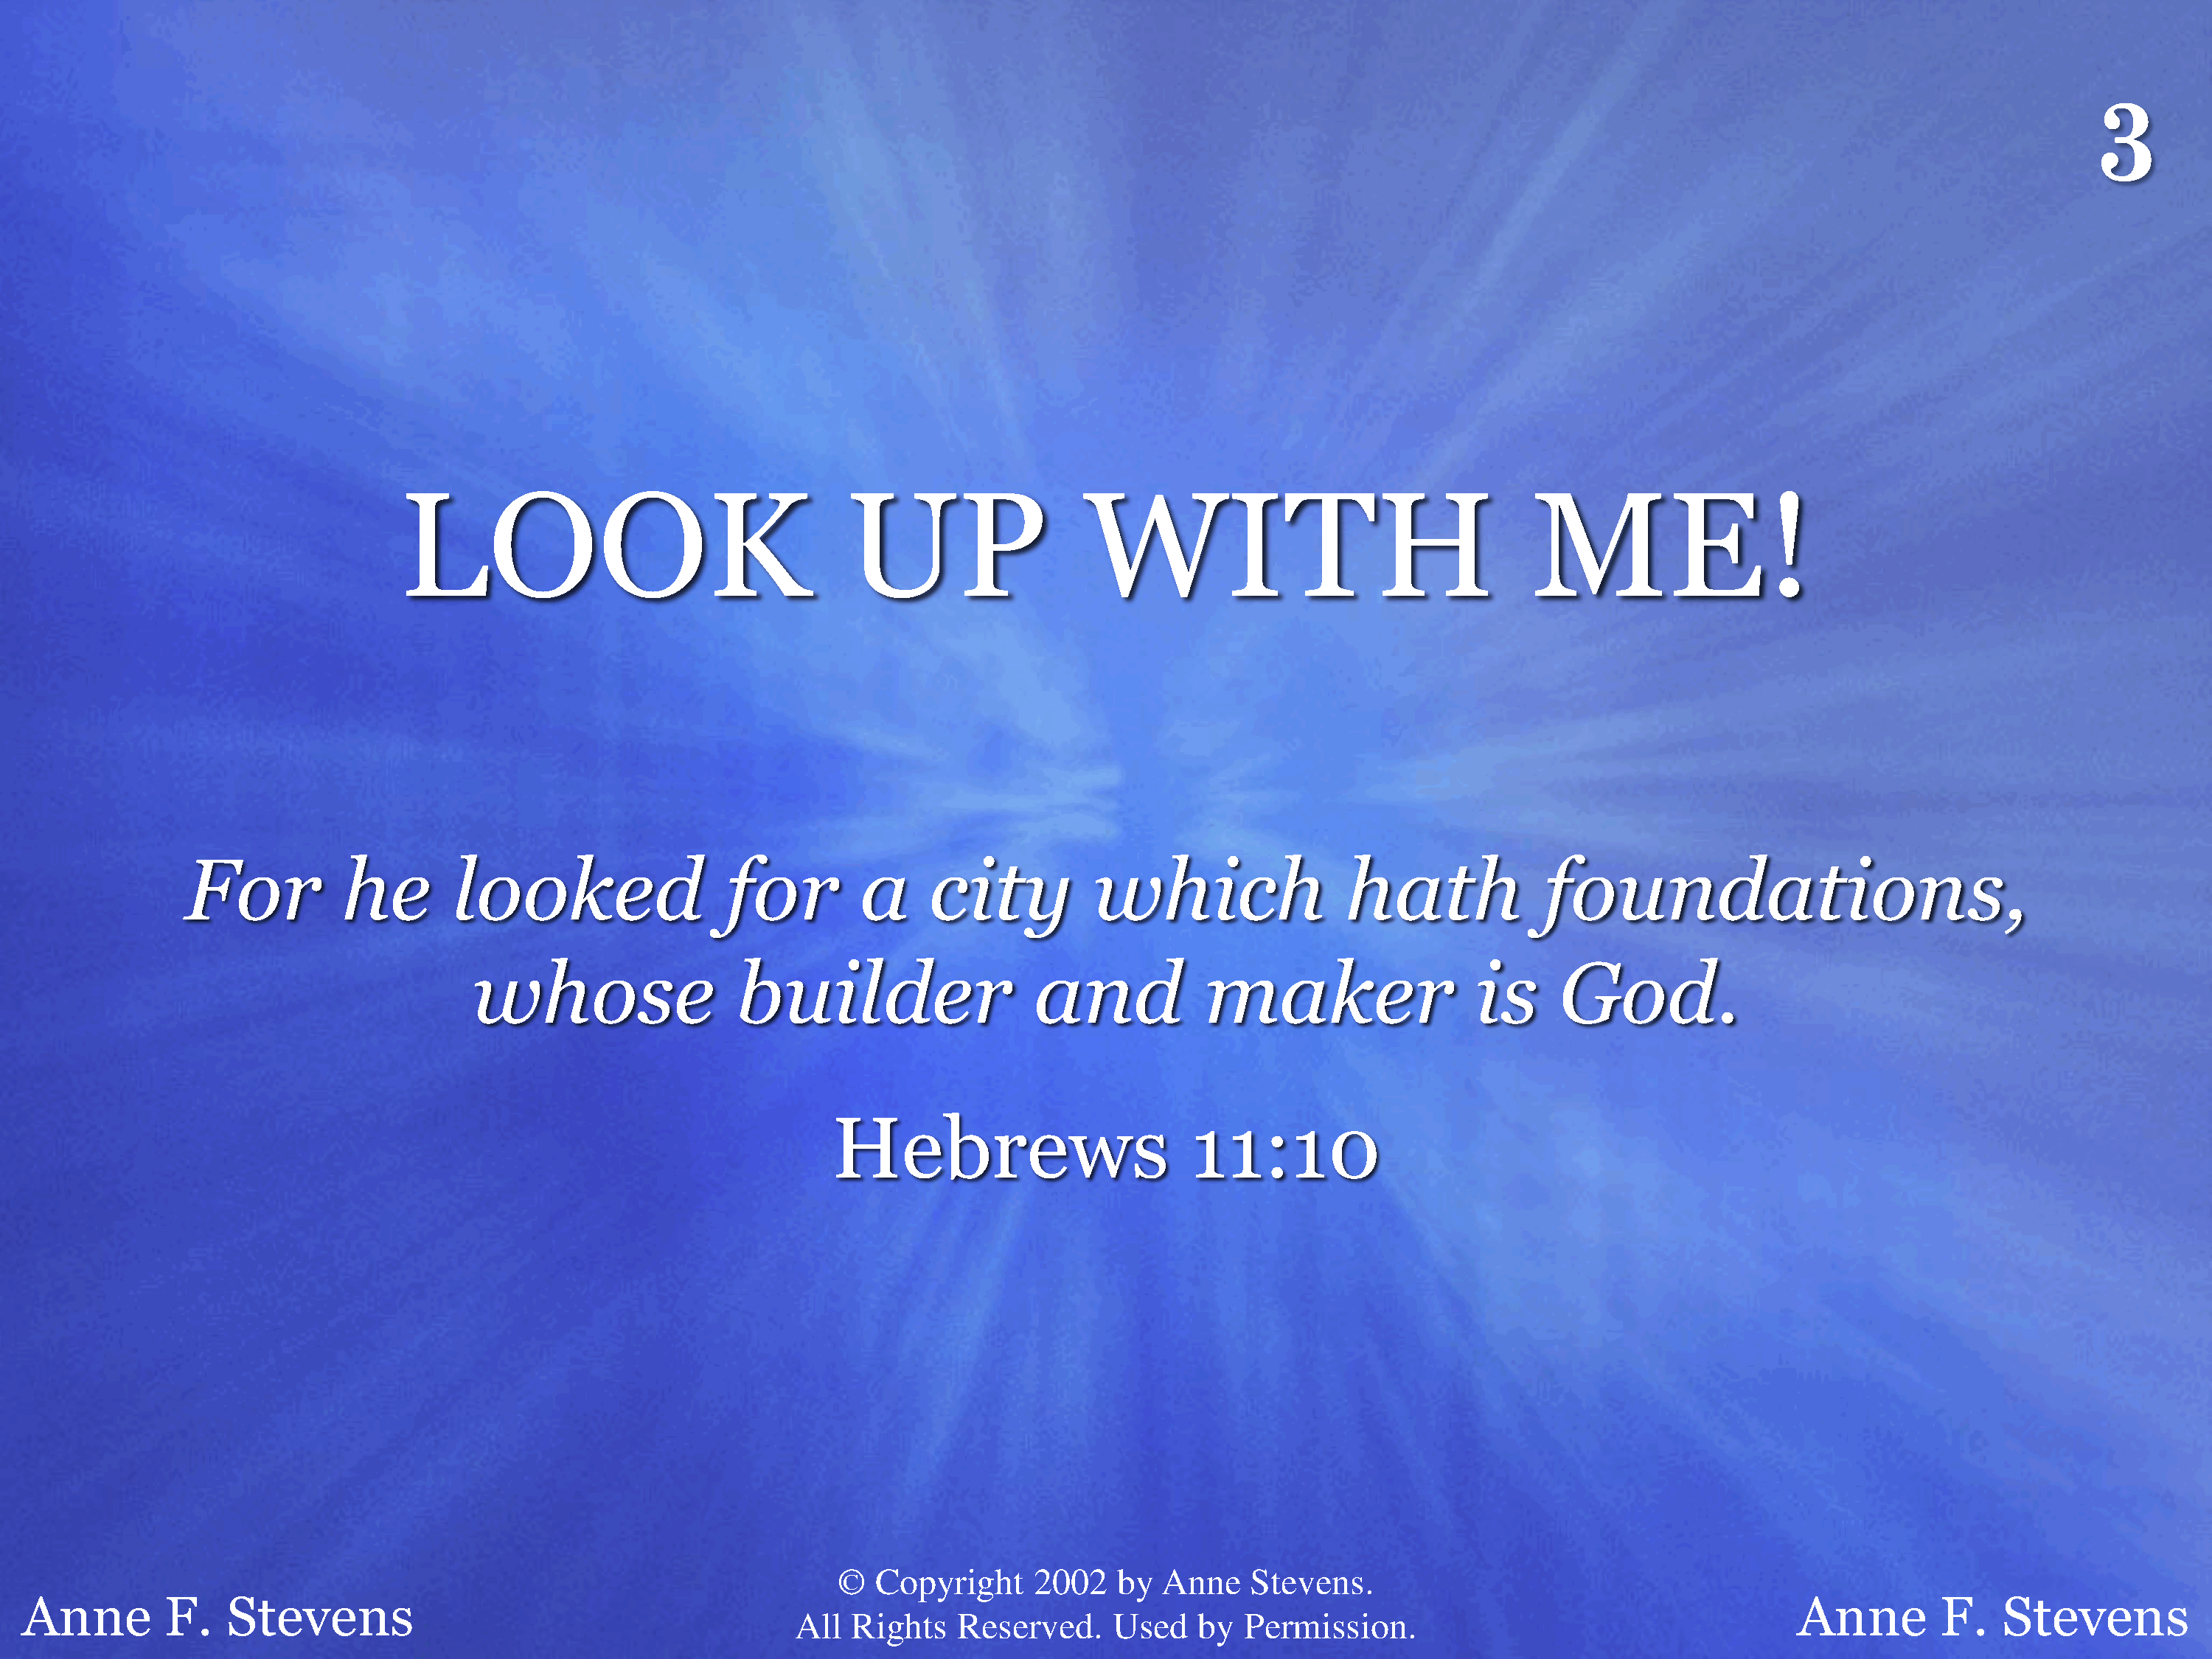 3
LOOK UP WITH ME!
For he looked for a city which hath foundations,
whose builder and maker is God.
Hebrews 11:10
© Copyright 2002 by Anne Stevens.
All Rights Reserved. Used by Permission.
Anne F. Stevens
Anne F. Stevens